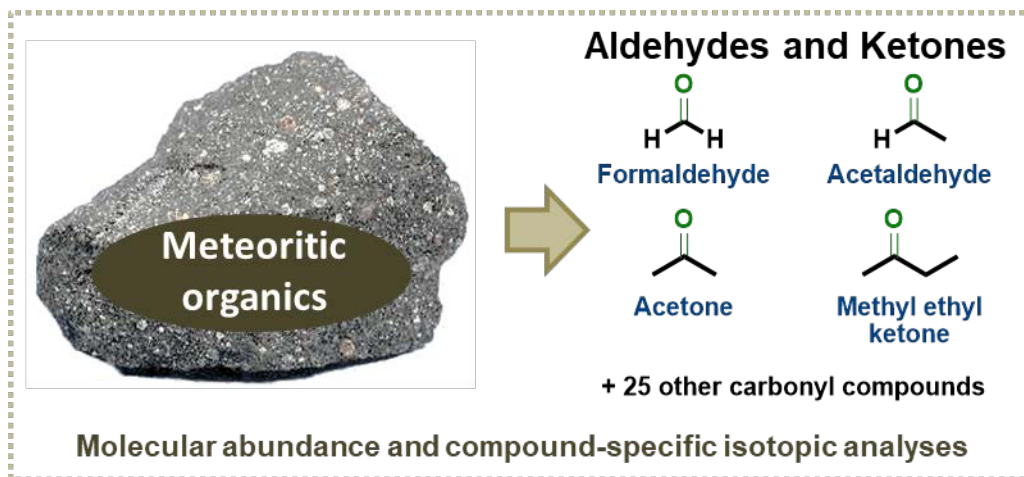 Aldehydes and Ketones
O
O
H
H
H
Formaldehyde
Acetaldehyde
Meteoritic
organics
O
O
Acetone
Methyl ethyl
ketone
+ 25 other carbonyl compounds
Molecular abundance and compound-specific isotopic analyses